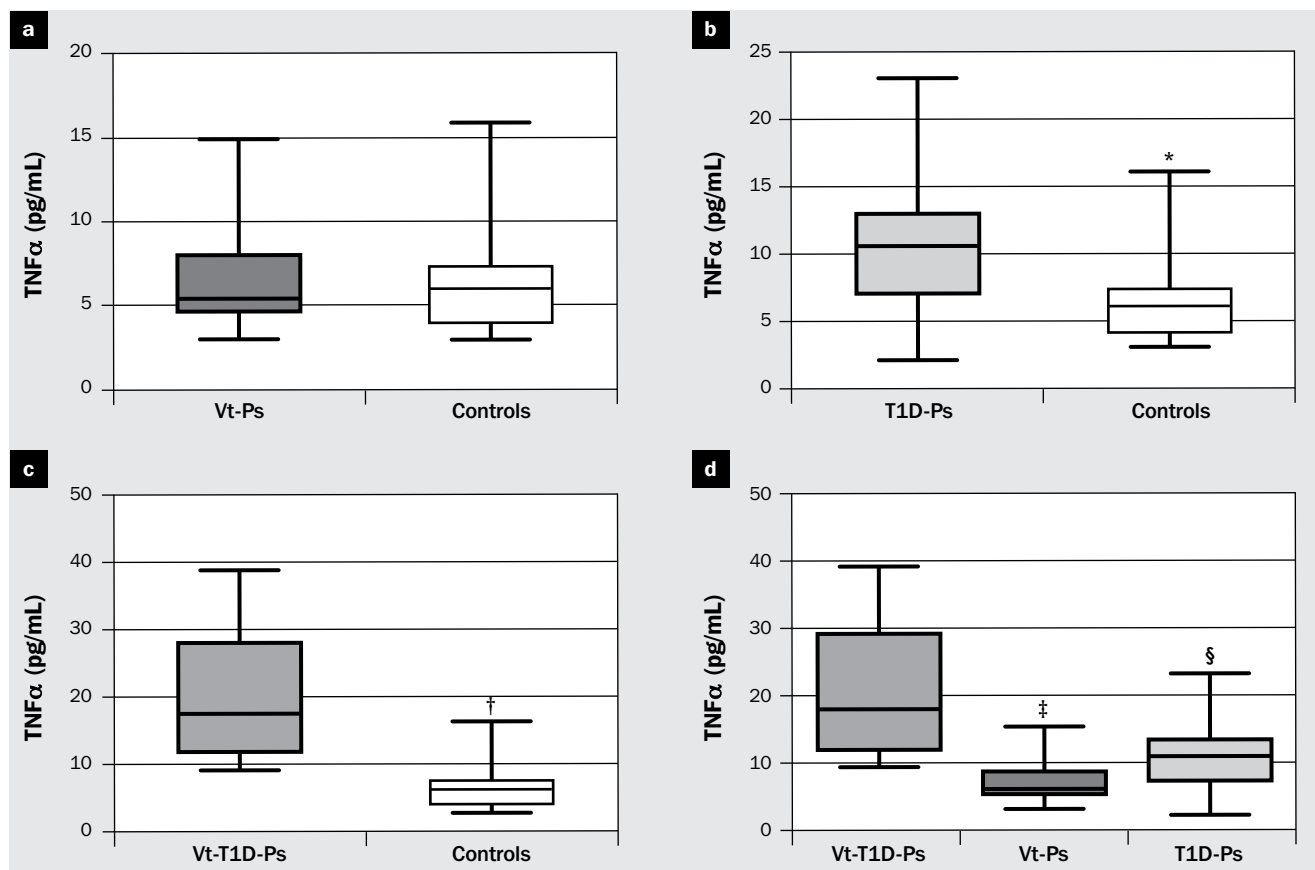 a
TNFα (pg/mL)
20
15
10
5
0
Vt-Ps Controls
b
TNFα (pg/mL)
25
20
15
10
5
0
*
T1D-Ps Controls
c
TNFα (pg/mL)
50
40
30
20
10
0
†
Vt-T1D-Ps Controls
d
TNFα (pg/mL)
50
40
30
20
10
0
‡
§
Vt-T1D-Ps Vt-Ps T1D-Ps